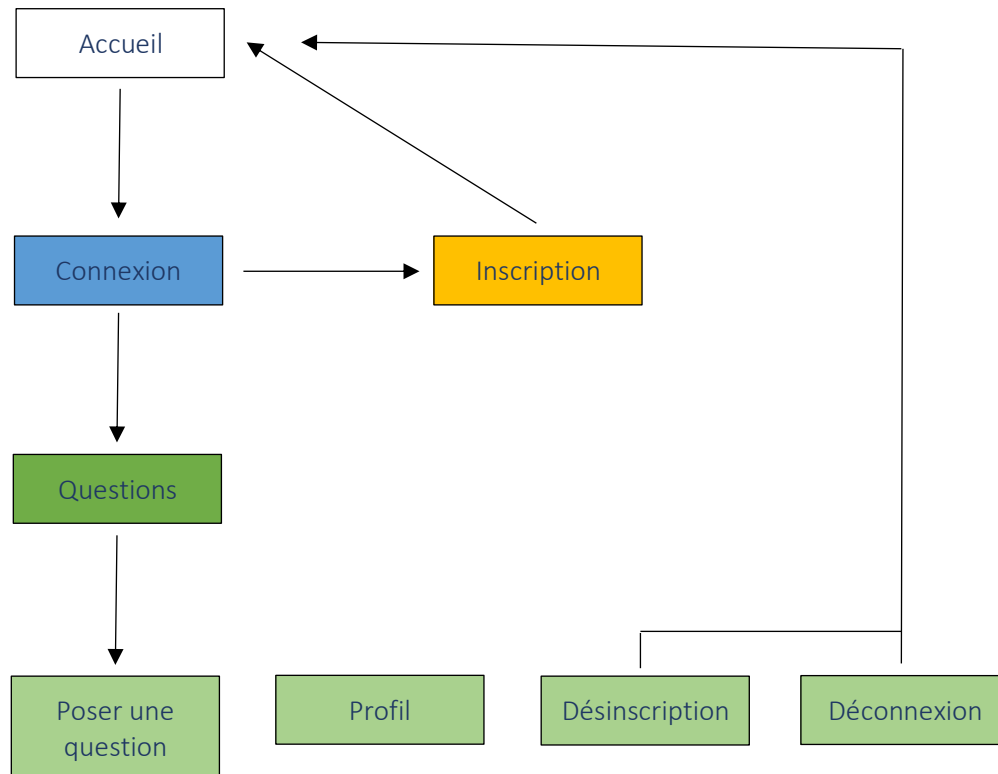 Accueil
Connexion
Inscription
Questions
Poser une
question
Profil
Désinscription
Déconnexion